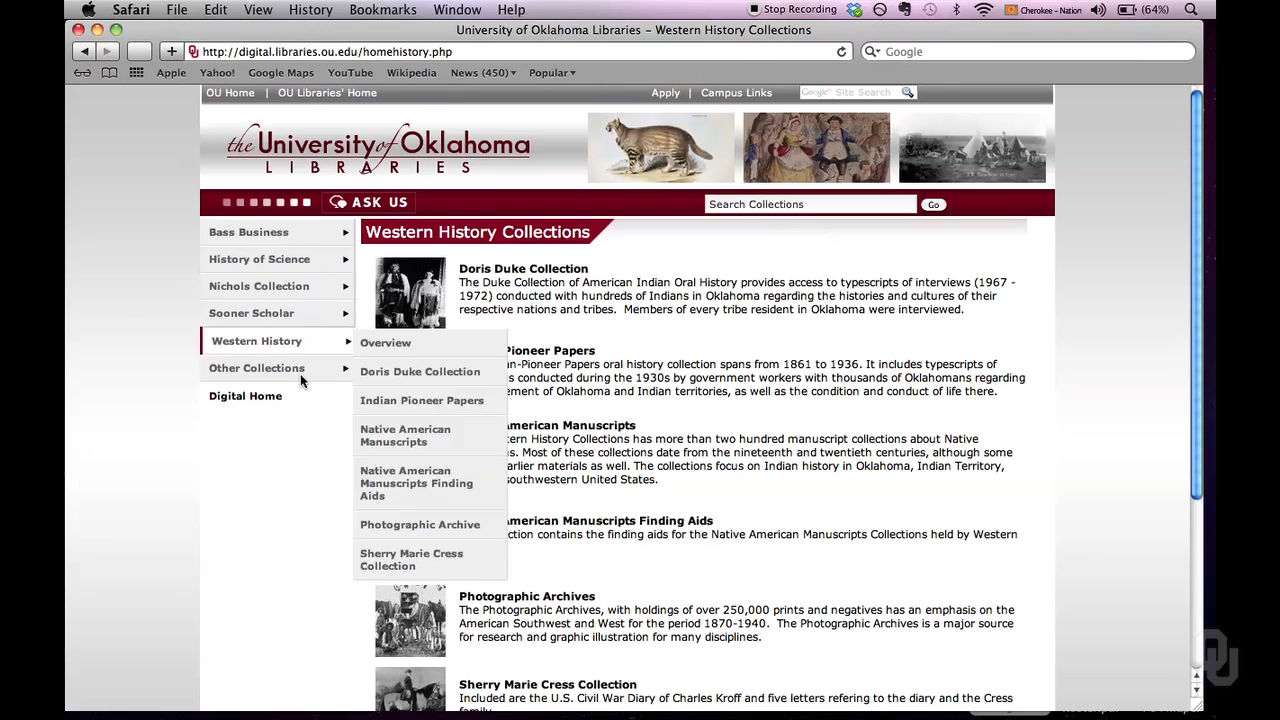 Safari File Edit View History Bookmarks Window Help Stop Recording Cherokee - Nation (64%)
University of Oklahoma Libraries – Western History Collections
http://digital.libraries.ou.edu/homehistory.php Google
Apple Yahoo! Google Maps YouTube Wikipedia News (450) Popular
OU Home | OU Libraries' Home Apply | Campus Links Google Site Search
the University of Oklahoma
LIBRARIES
ASK US Search Collections Go
Bass Business
History of Science
Nichols Collection
Sooner Scholar
Western History
Other Collections
Digital Home
Overview
Doris Duke Collection
Indian Pioneer Papers
Native American
Manuscripts
Native American
Manuscripts Finding
Aids
Photographic Archive
Sherry Marie Cress
Collection
Western History Collections
Doris Duke Collection
The Duke Collection of American Indian Oral History provides access to typescripts of interviews (1967 -
1972) conducted with hundreds of Indians in Oklahoma regarding the histories and cultures of their
respective nations and tribes. Members of every tribe resident in Oklahoma were interviewed.
Pioneer Papers
n-Pioneer Papers oral history collection spans from 1861 to 1936. It includes typescripts of
s conducted during the 1930s by government workers with thousands of Oklahomans regarding
ement of Oklahoma and Indian territories, as well as the condition and conduct of life there.
American Manuscripts
tern History Collections has more than two hundred manuscript collections about Native
s. Most of these collections date from the nineteenth and twentieth centuries, although some
arlier materials as well. The collections focus on Indian history in Oklahoma, Indian Territory,
southwestern United States.
American Manuscripts Finding Aids
ction contains the finding aids for the Native American Manuscripts Collections held by Western
Photographic Archives
The Photographic Archives, with holdings of over 250,000 prints and negatives has an emphasis on the
American Southwest and West for the period 1870-1940. The Photographic Archives is a major source
for research and graphic illustration for many disciplines.
Sherry Marie Cress Collection
Included are the U.S. Civil War Diary of Charles Kroff and five letters refering to the diary and the Cress
family.